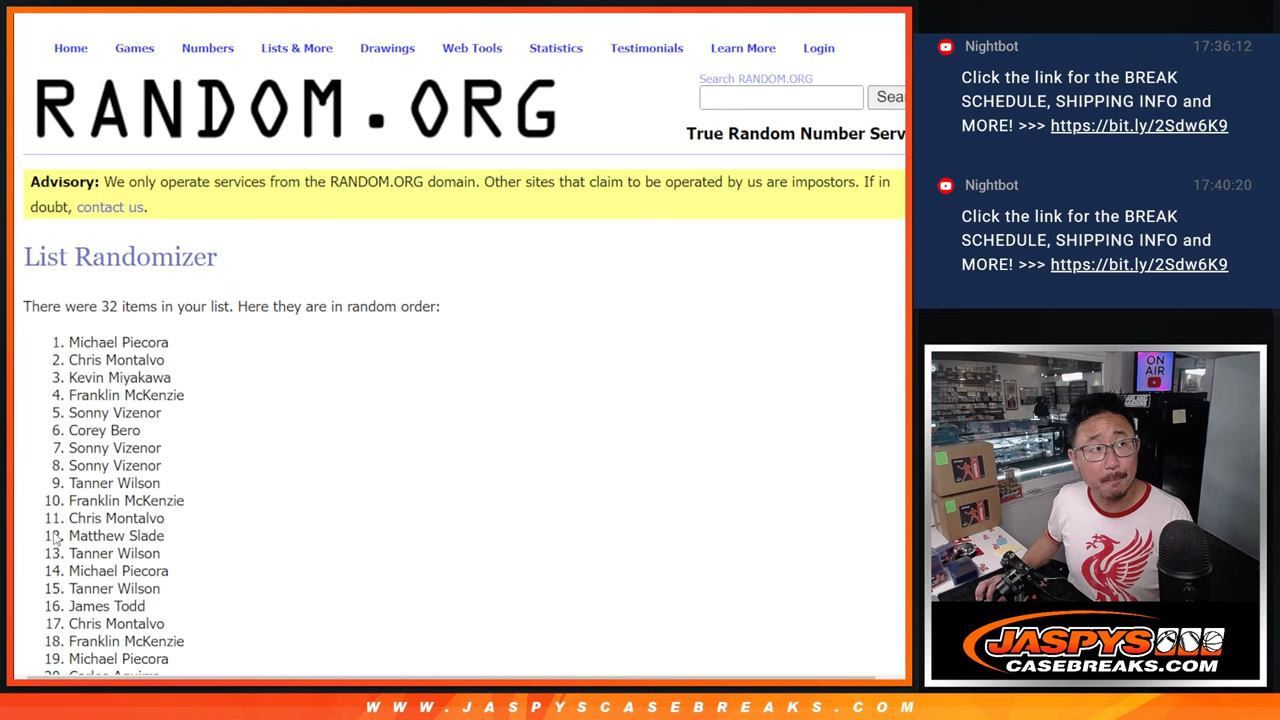 Home Games Numbers Lists & More Drawings Web Tools Statistics Testimonials Learn More Login
RANDOM.ORG
Search RANDOM.ORG
Sea
True Random Number Serv
Advisory: We only operate services from the RANDOM.ORG domain. Other sites that claim to be operated by us are impostors. If in
doubt, contact us.
List Randomizer
There were 32 items in your list. Here they are in random order:
1. Michael Piecora
2. Chris Montalvo
3. Kevin Miyakawa
4. Franklin McKenzie
5. Sonny Vizenor
6. Corey Bero
7. Sonny Vizenor
8. Sonny Vizenor
9. Tanner Wilson
10. Franklin McKenzie
11. Chris Montalvo
12. Matthew Slade
13. Tanner Wilson
14. Michael Piecora
15. Tanner Wilson
16. James Todd
17. Chris Montalvo
18. Franklin McKenzie
19. Michael Piecora
Nightbot 17:36:12
Click the link for the BREAK
SCHEDULE, SHIPPING INFO and
MORE! >>> https://bit.ly/2Sdw6K9
Nightbot 17:40:20
Click the link for the BREAK
SCHEDULE, SHIPPING INFO and
MORE! >>> https://bit.ly/2Sdw6K9
ON
AIR
JASPYS
CASEBREAKS.COM
WWW.JASPYSCASEBREAKS.COM